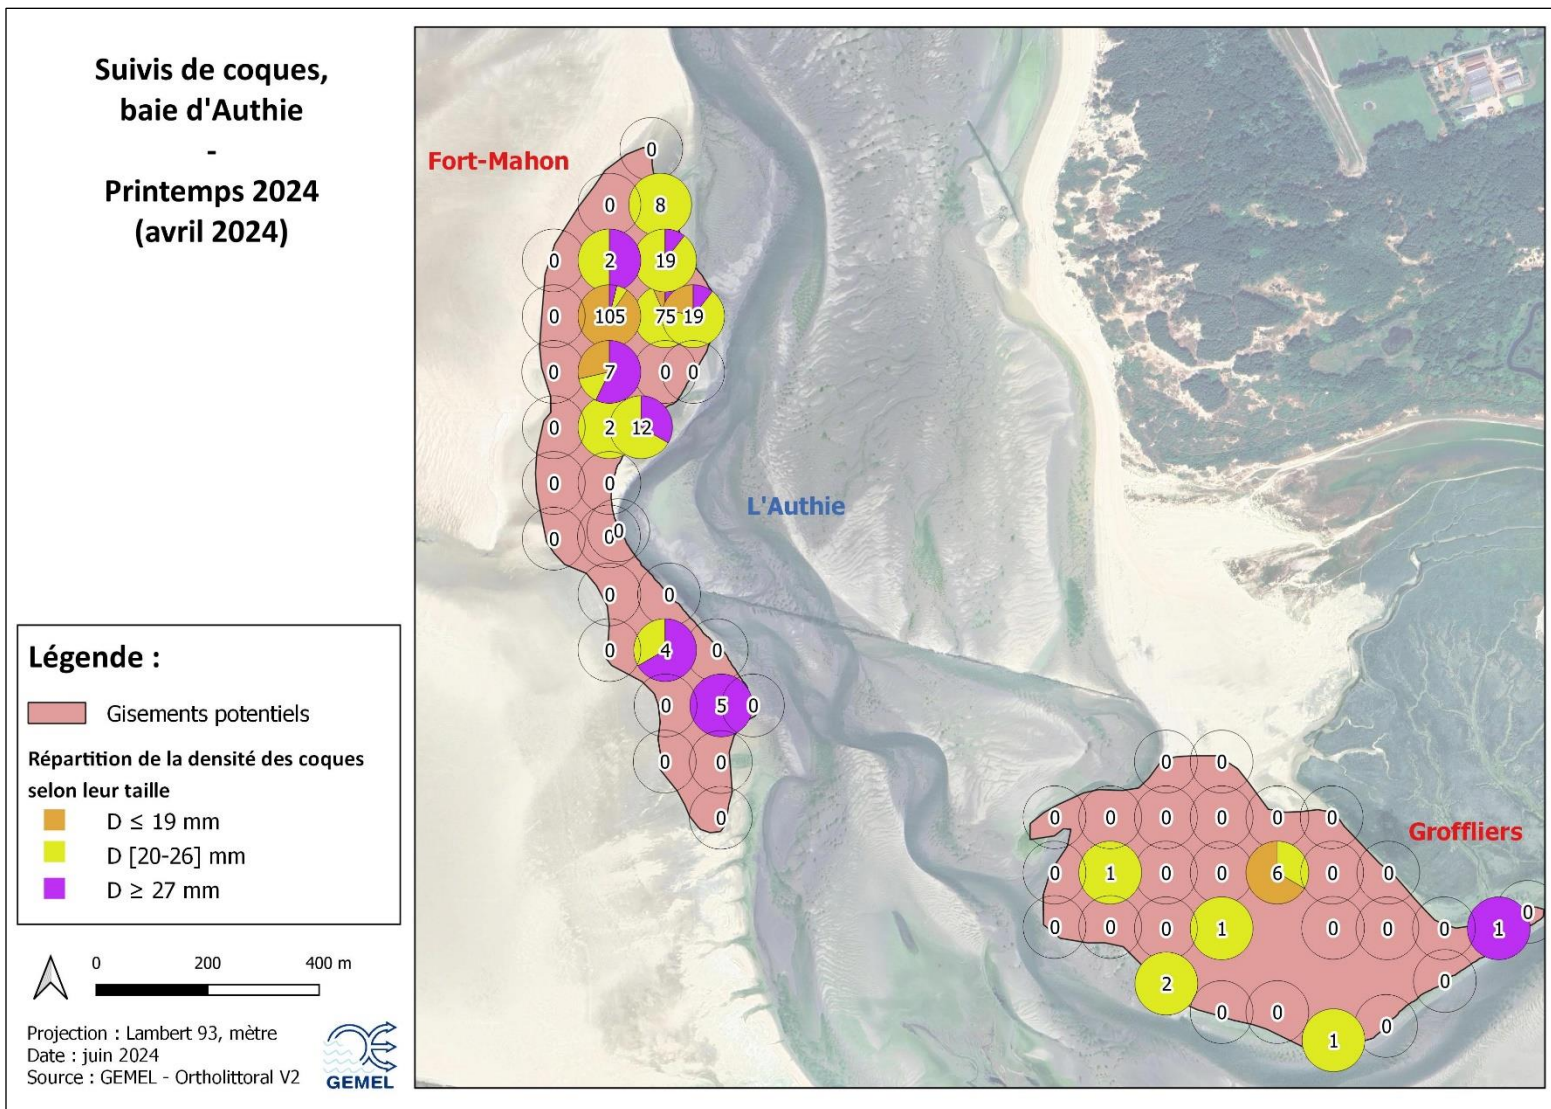 Suivis de coques,
baie d'Authie
-
Printemps 2024
(avril 2024)
Fort-Mahon
0
0 8
0 2 19
0 105 75 19
0 7 0 0
0 2 12
0 0
0 0 0
0 0
0 4 0
0 5 0
0 0
0
L'Authie
Groffliers
0 0
0 0 0 0 0 0
0 1 0 0 6 0 0
0 0 0 1 0 0 0 1 0
2 0 0 1 0 0
Légende :
Gisements potentiels
Répartition de la densité des coques
selon leur taille
D ≤ 19 mm
D [20-26] mm
D ≥ 27 mm
0 200 400 m
Projection : Lambert 93, mètre
Date : juin 2024
Source : GEMEL - Ortholittoral V2
GEMEL